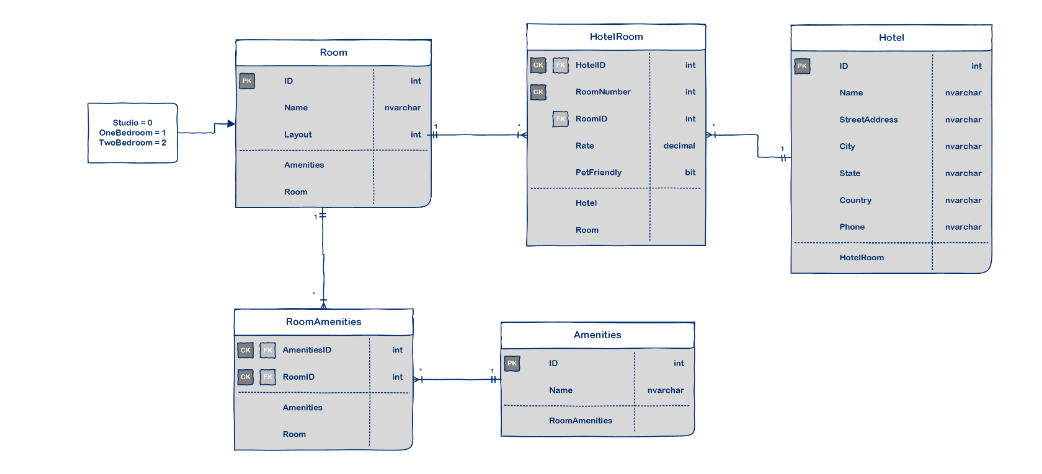 Studio = 0
OneBedroom = 1
TwoBedroom = 2
Room
PK ID int
Name nvarchar
Layout int
Amenities
Room
1
*
HotelRoom
CK FK HotelID int
CK RoomNumber int
FK RoomID int
Rate decimal
PetFriendly bit
Hotel
Room
*
1
Hotel
PK ID int
Name nvarchar
StreetAddress nvarchar
City nvarchar
State nvarchar
Country nvarchar
Phone nvarchar
HotelRoom
1
*
RoomAmenities
CK FK AmenitiesID int
CK FK RoomID int
Amenities
Room
*
1
Amenities
PK ID int
Name nvarchar
RoomAmenities